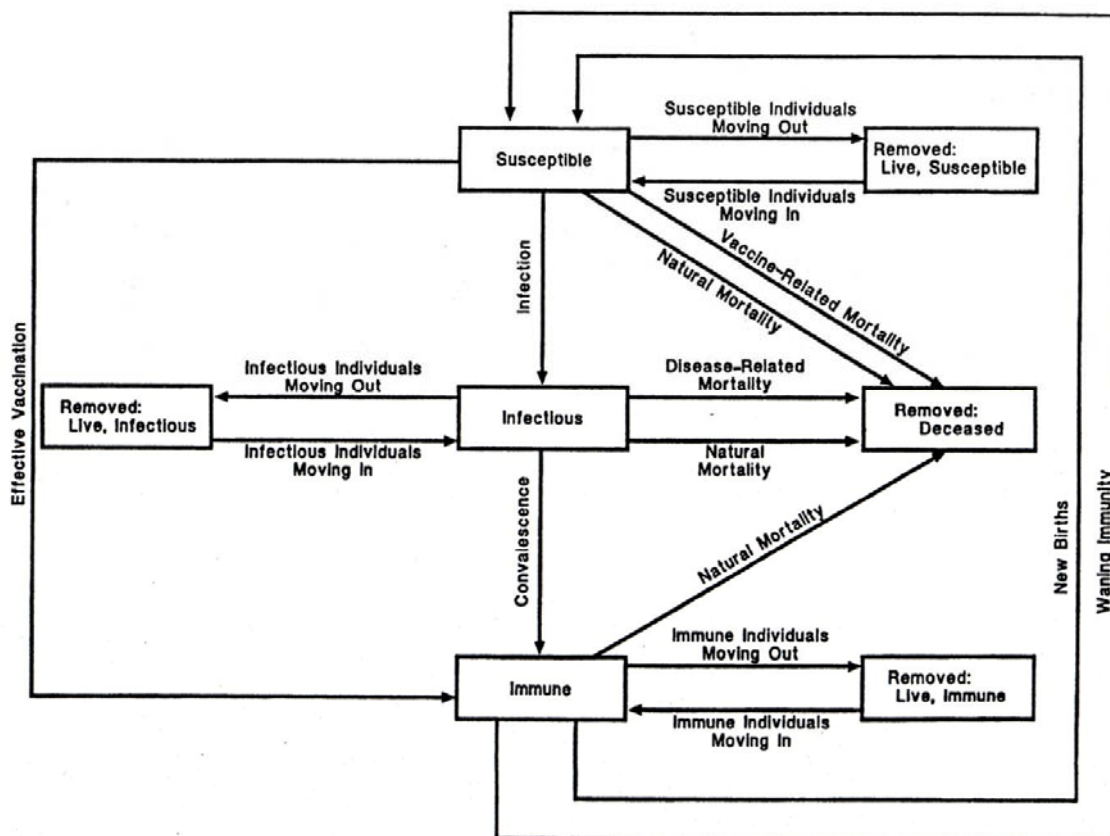 Susceptible Individuals
Moving Out
Susceptible
Removed:
Live, Susceptible
Susceptible Individuals
Moving In
Vaccine-Related Mortality
Natural Mortality
Infection
Effective Vaccination
Infectious Individuals
Moving Out
Disease-Related
Mortality
Removed:
Live, Infectious
Infectious
Removed:
Deceased
Infectious Individuals
Moving In
Natural
Mortality
Convalescence
Natural Mortality
New Births
Waning Immunity
Immune Individuals
Moving Out
Immune
Removed:
Live, Immune
Immune Individuals
Moving In